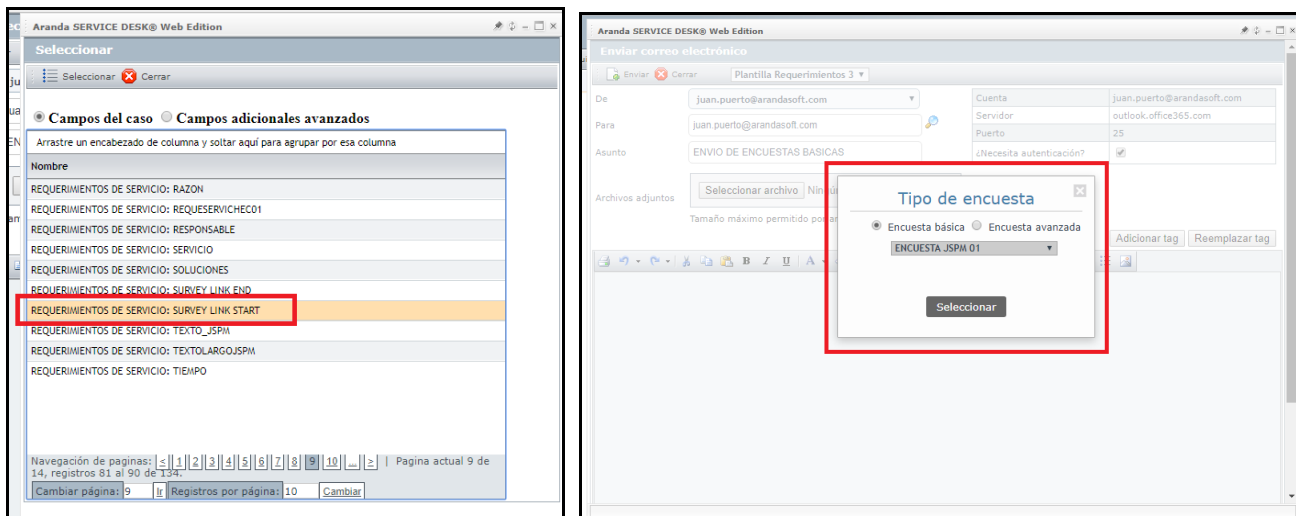 Aranda SERVICE DESK® Web Edition
Seleccionar
Seleccionar Cerrar
Campos del caso Campos adicionales avanzados
Arrastre un encabezado de columna y soltar aquí para agrupar por esa columna
Nombre
REQUERIMIENTOS DE SERVICIO: RAZON
REQUERIMIENTOS DE SERVICIO: REQUESERVICHEC01
REQUERIMIENTOS DE SERVICIO: RESPONSABLE
REQUERIMIENTOS DE SERVICIO: SERVICIO
REQUERIMIENTOS DE SERVICIO: SOLUCIONES
REQUERIMIENTOS DE SERVICIO: SURVEY LINK END
REQUERIMIENTOS DE SERVICIO: SURVEY LINK START
REQUERIMIENTOS DE SERVICIO: TEXTO_JSPM
REQUERIMIENTOS DE SERVICIO: TEXTOLARGOJSPM
REQUERIMIENTOS DE SERVICIO: TIEMPO
Navegación de paginas: < 1 2 3 4 5 6 7 8 9 10 ... > | Pagina actual 9 de
14, registros 81 al 90 de 134.
Cambiar página: 9 Ir Registros por página: 10 Cambiar
Aranda SERVICE DESK® Web Edition
Enviar correo electrónico
Enviar Cerrar Plantilla Requerimientos 3
De juan.puerto@arandasoft.com
Para juan.puerto@arandasoft.com
Asunto ENVIO DE ENCUESTAS BASICAS
Cuenta juan.puerto@arandasoft.com
Servidor outlook.office365.com
Puerto 25
¿Necesita autenticación?
Archivos adjuntos Seleccionar archivo
Tamaño máximo permitido por
Adicionar tag Reemplazar tag
B I U A
Tipo de encuesta
Encuesta básica Encuesta avanzada
ENCUESTA JSPM 01
Seleccionar